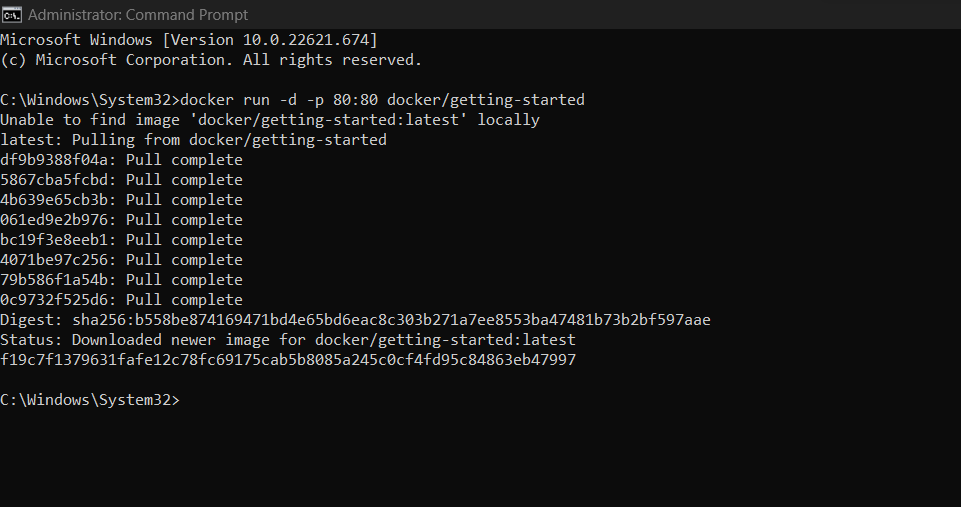 Administrator: Command Prompt
Microsoft Windows [Version 10.0.22621.674]
(c) Microsoft Corporation. All rights reserved.
C:\Windows\System32>docker run -d -p 80:80 docker/getting-started
Unable to find image 'docker/getting-started:latest' locally
latest: Pulling from docker/getting-started
df9b9388f04a: Pull complete
5867cba5fcbd: Pull complete
4b639e65cb3b: Pull complete
061ed9e2b976: Pull complete
bc19f3e8eeb1: Pull complete
4071be97c256: Pull complete
79b586f1a54b: Pull complete
0c9732f525d6: Pull complete
Digest: sha256:b558be874169471bd4e65bd6eac8c303b271a7ee8553ba47481b73b2bf597aae
Status: Downloaded newer image for docker/getting-started:latest
f19c7f1379631fafe12c78fc69175cab5b8085a245c0cf4fd95c84863eb47997
C:\Windows\System32>